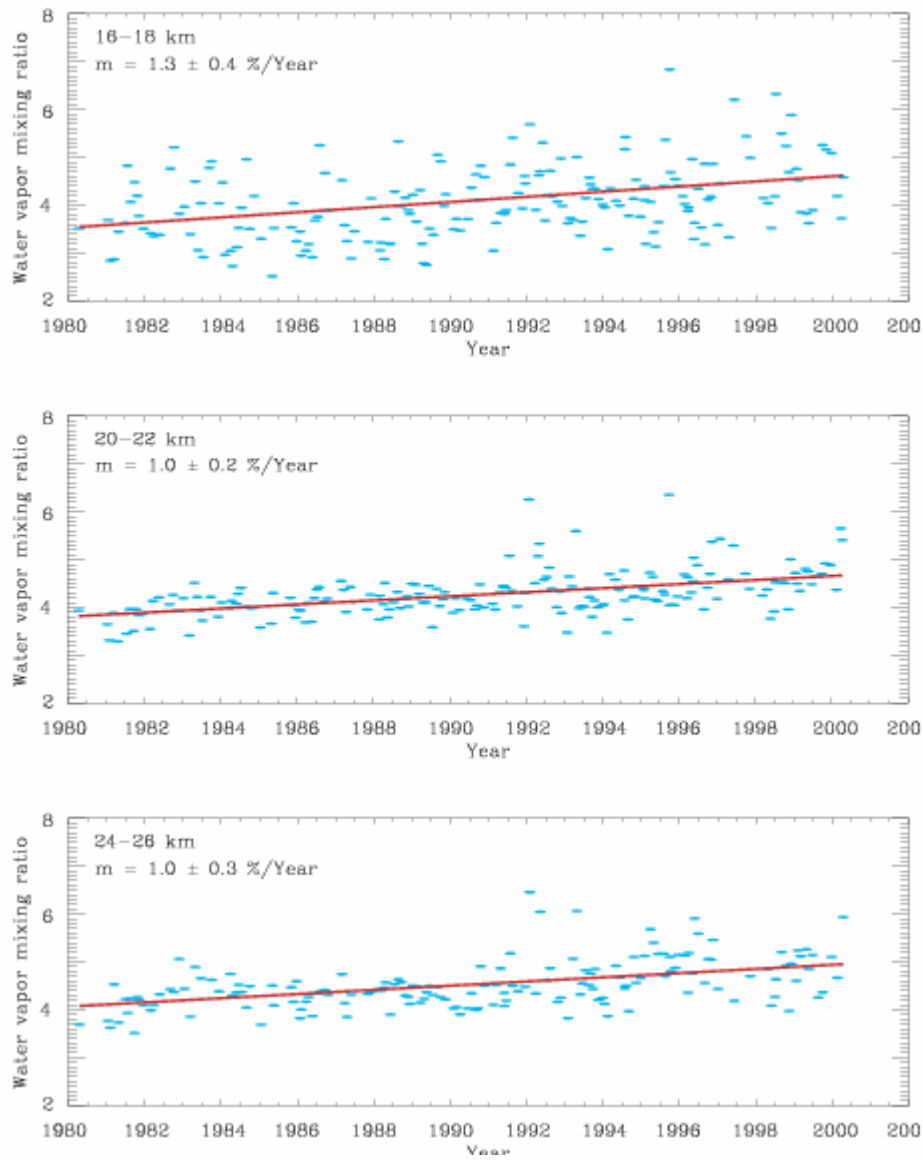 8
16-18 km
m = 1.3 ± 0.4 %/Year
6
Water vapor mixing ratio
4
2
1980 1982 1984 1986 1988 1990 1992 1994 1996 1998 2000 200
Year
8
20-22 km
m = 1.0 ± 0.2 %/Year
6
Water vapor mixing ratio
4
2
1980 1982 1984 1986 1988 1990 1992 1994 1996 1998 2000 200
Year
8
24-26 km
m = 1.0 ± 0.3 %/Year
6
Water vapor mixing ratio
4
2
1980 1982 1984 1986 1988 1990 1992 1994 1996 1998 2000 200
Year